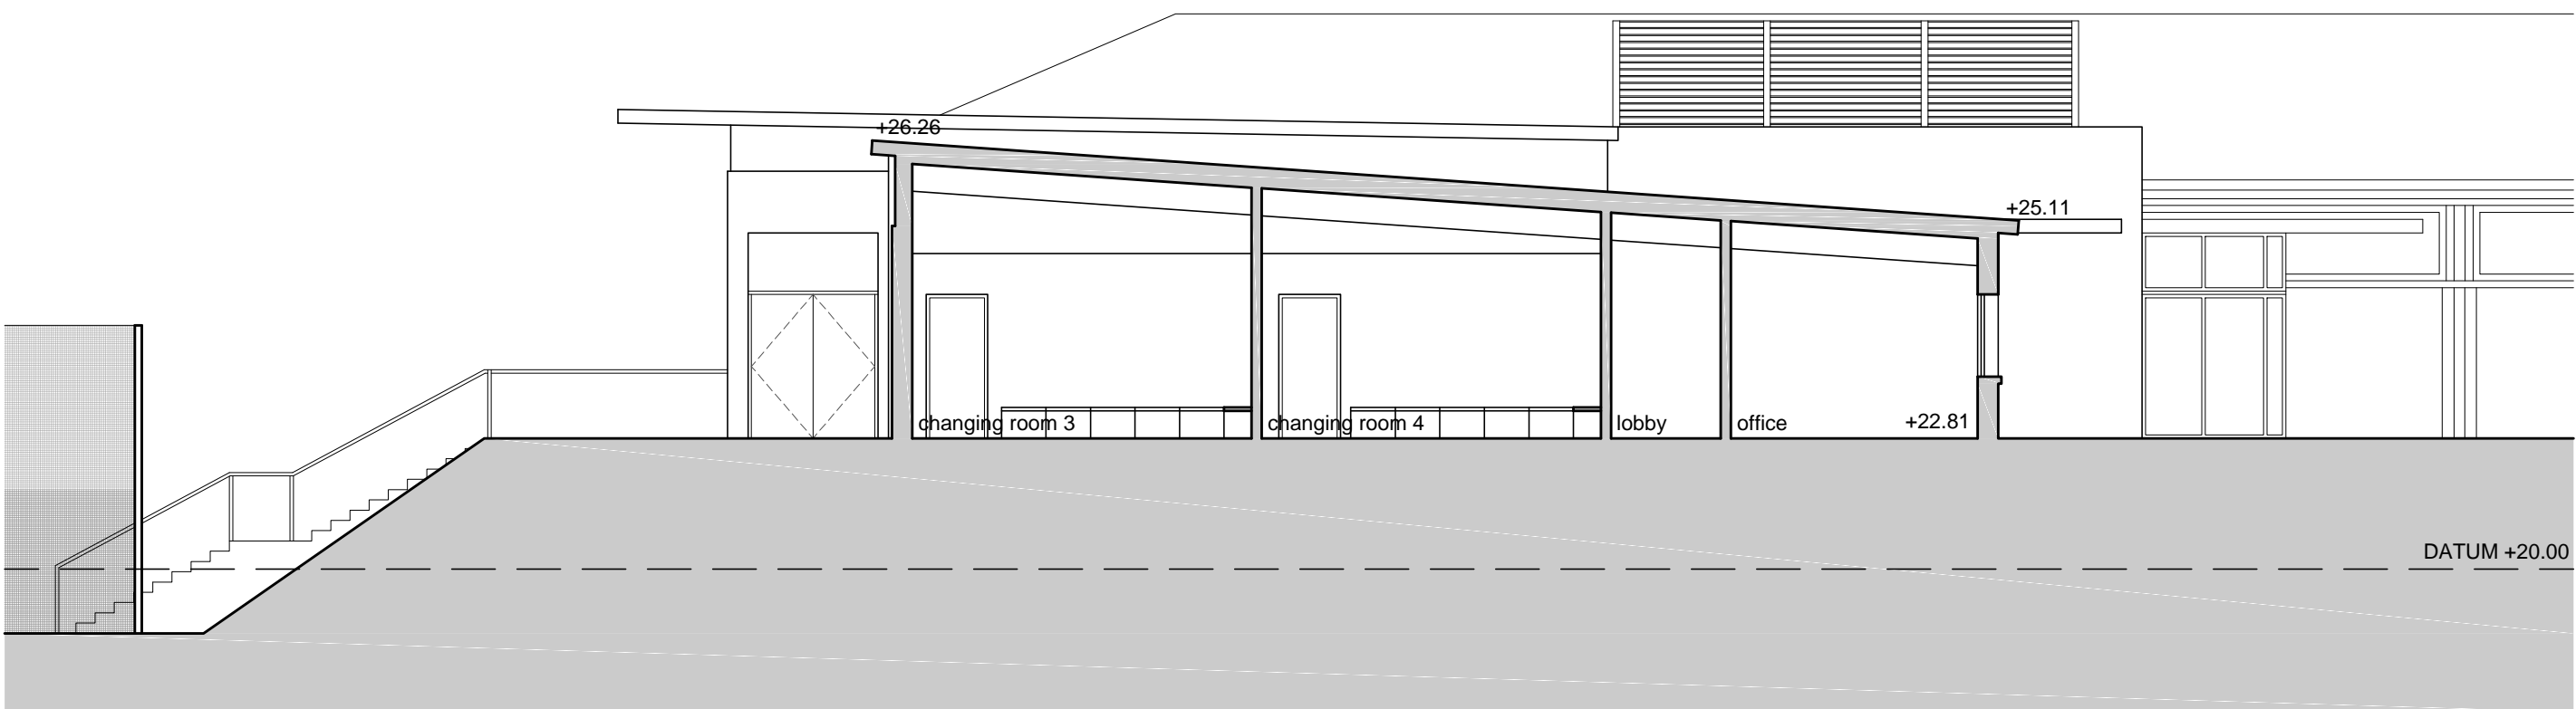 +26.26
+25.11
changing room 3
changing room 4
lobby
office
+22.81
DATUM +20.00